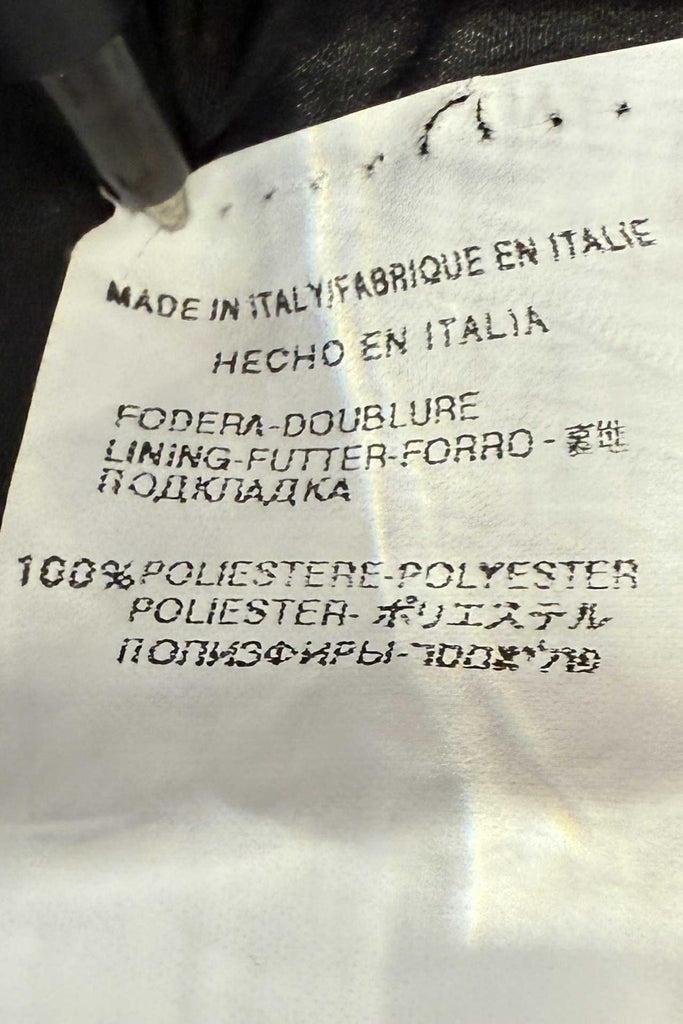 MADE IN ITALY/FABRIQUE EN ITALIE
HECHO EN ITALIA
FODERA-DOUBLURE
LINING-FUTTER-FORRO -
ПОДКЛАДКА
100% POLIESTERE-POLYESTER
POLIESTER- ポリエステル
ПОЛИЭФИРЫ-